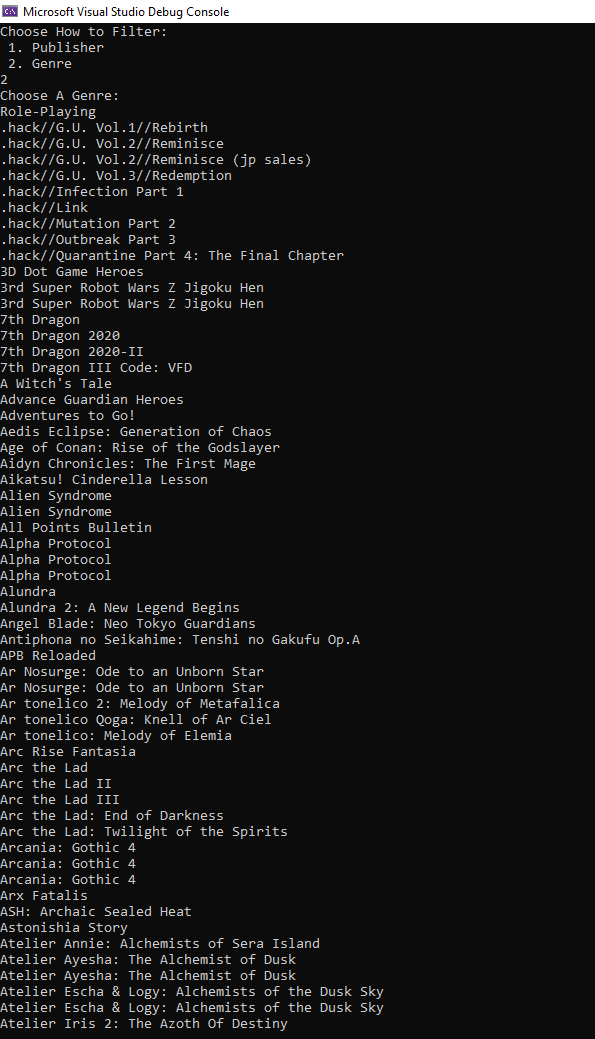 Microsoft Visual Studio Debug Console
Choose How to Filter:
1. Publisher
2. Genre
2
Choose A Genre:
Role-Playing
.hack//G.U. Vol.1//Rebirth
.hack//G.U. Vol.2//Reminisce
.hack//G.U. Vol.2//Reminisce (jp sales)
.hack//G.U. Vol.3//Redemption
.hack//Infection Part 1
.hack//Link
.hack//Mutation Part 2
.hack//Outbreak Part 3
.hack//Quarantine Part 4: The Final Chapter
3D Dot Game Heroes
3rd Super Robot Wars Z Jigoku Hen
3rd Super Robot Wars Z Jigoku Hen
7th Dragon
7th Dragon 2020
7th Dragon 2020-II
7th Dragon III Code: VFD
A Witch's Tale
Advance Guardian Heroes
Adventures to Go!
Aedis Eclipse: Generation of Chaos
Age of Conan: Rise of the Godslayer
Aidyn Chronicles: The First Mage
Aikatsu! Cinderella Lesson
Alien Syndrome
Alien Syndrome
All Points Bulletin
Alpha Protocol
Alpha Protocol
Alpha Protocol
Alundra
Alundra 2: A New Legend Begins
Angel Blade: Neo Tokyo Guardians
Antiphona no Seikahime: Tenshi no Gakufu Op.A
APB Reloaded
Ar Nosurge: Ode to an Unborn Star
Ar Nosurge: Ode to an Unborn Star
Ar tonelico 2: Melody of Metafalica
Ar tonelico Qoga: Knell of Ar Ciel
Ar tonelico: Melody of Elemia
Arc Rise Fantasia
Arc the Lad
Arc the Lad II
Arc the Lad III
Arc the Lad: End of Darkness
Arc the Lad: Twilight of the Spirits
Arcania: Gothic 4
Arcania: Gothic 4
Arcania: Gothic 4
Arx Fatalis
ASH: Archaic Sealed Heat
Astonishia Story
Atelier Annie: Alchemists of Sera Island
Atelier Ayesha: The Alchemist of Dusk
Atelier Ayesha: The Alchemist of Dusk
Atelier Escha & Logy: Alchemists of the Dusk Sky
Atelier Escha & Logy: Alchemists of the Dusk Sky
Atelier Iris 2: The Azoth Of Destiny